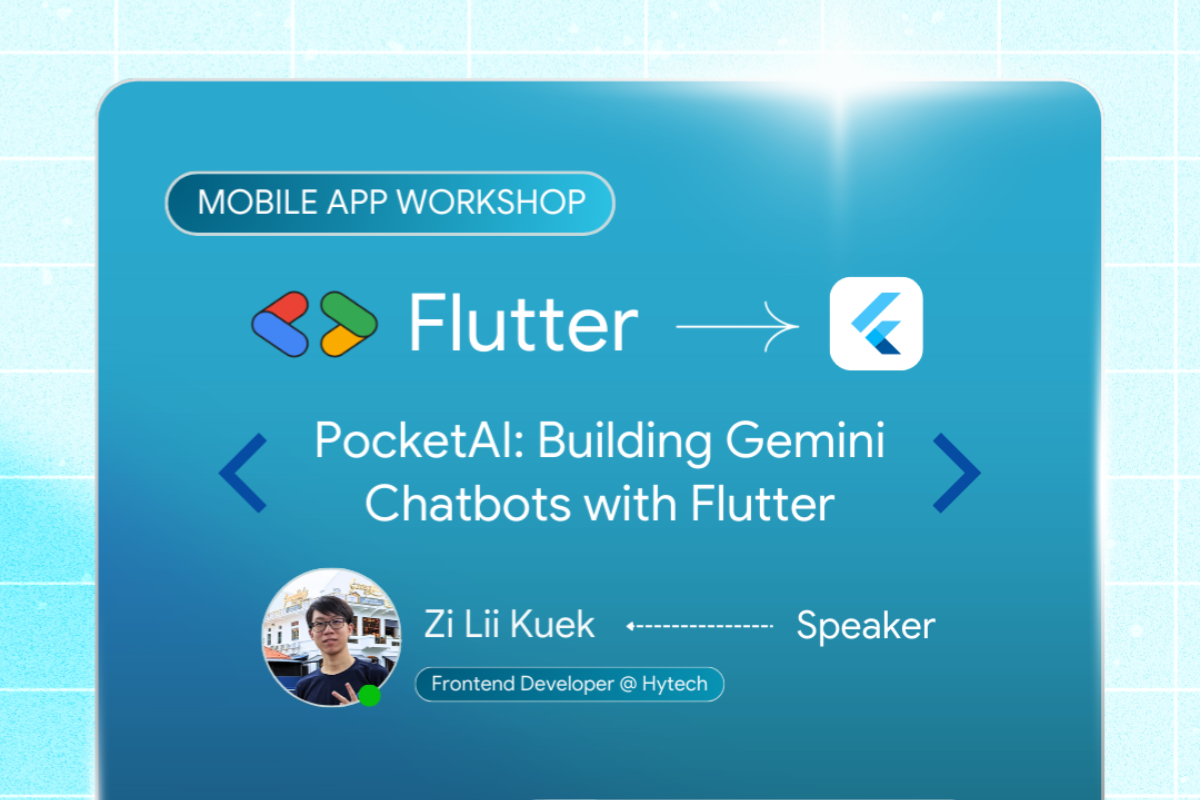 MOBILE APP WORKSHOP
Flutter
PocketAI: Building Gemini
Chatbots with Flutter
Zi Lii Kuek
Speaker
Frontend Developer @ Hytech